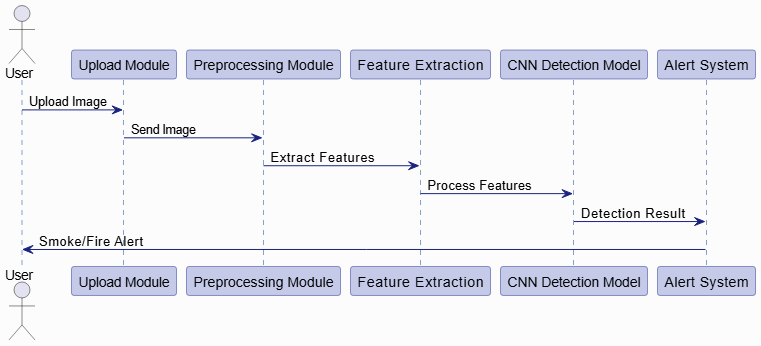 User
Upload Module
Preprocessing Module
Feature Extraction
CNN Detection Model
Alert System
Upload Image
Send Image
Extract Features
Process Features
Detection Result
Smoke/Fire Alert
User
Upload Module
Preprocessing Module
Feature Extraction
CNN Detection Model
Alert System